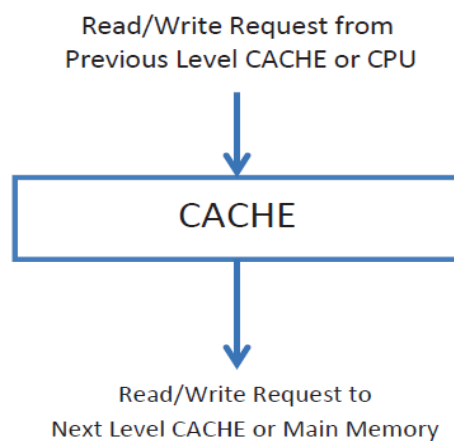 Read/Write Request from
Previous Level CACHE or CPU
CACHE
Read/Write Request to
Next Level CACHE or Main Memory